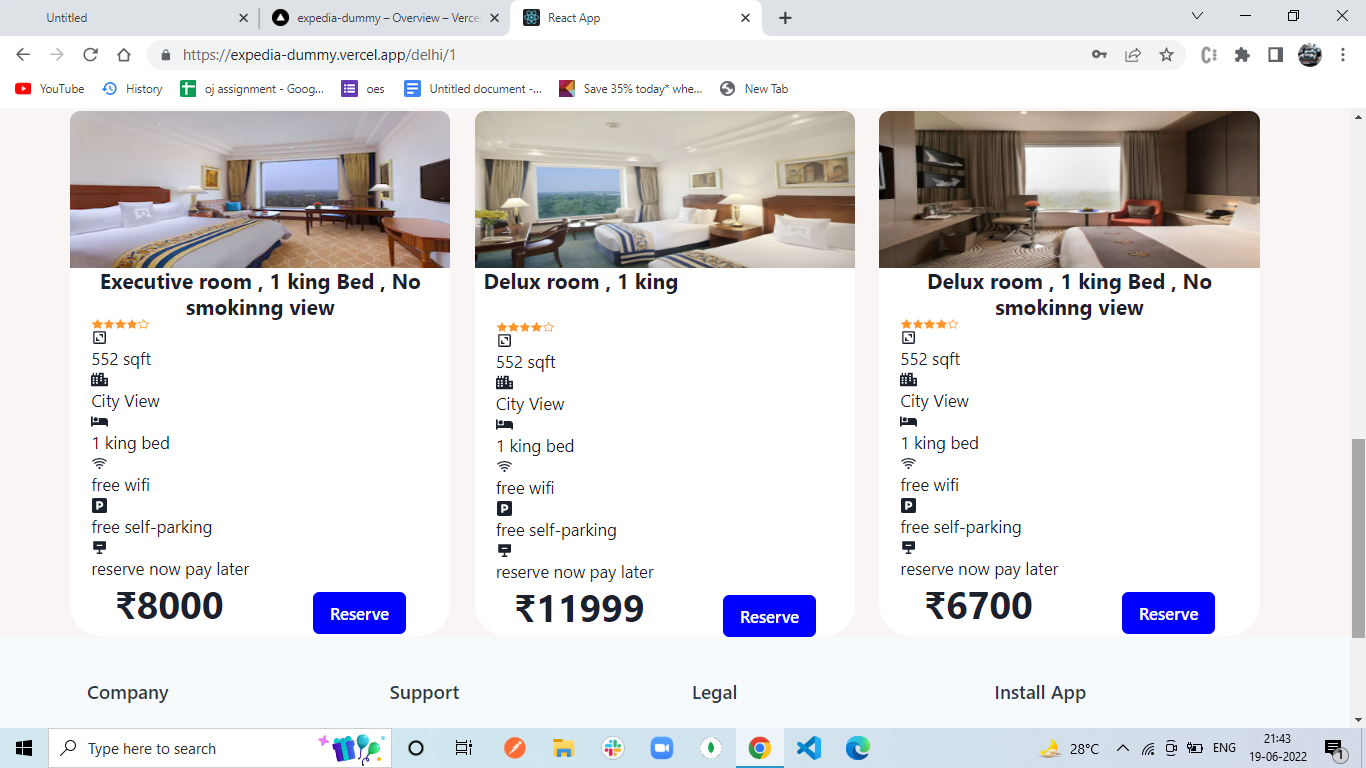 Untitled
expedia-dummy – Overview – Vercel
React App
https://expedia-dummy.vercel.app/delhi/1
YouTube
History
oj assignment - Goog...
oes
Untitled document -...
Save 35% today* whe...
New Tab
Executive room , 1 king Bed , No
smokinng view
552 sqft
City View
1 king bed
free wifi
P
free self-parking
reserve now pay later
₹8000
Reserve
Delux room , 1 king
552 sqft
City View
1 king bed
free wifi
P
free self-parking
reserve now pay later
₹11999
Reserve
Delux room , 1 king Bed , No
smokinng view
552 sqft
City View
1 king bed
free wifi
P
free self-parking
reserve now pay later
₹6700
Reserve
Company
Support
Legal
Install App
Type here to search
28°C
ENG
21:43
19-06-2022
1